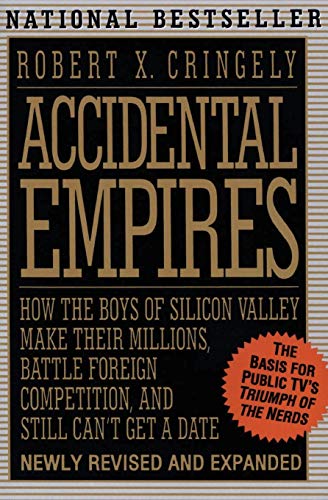 NATIONAL BESTSELLER
ROBERT X. CRINGELY
ACCIDENTAL
EMPIRES
HOW THE BOYS OF SILICON VALLEY
MAKE THEIR MILLIONS,
BATTLE FOREIGN
COMPETITION, AND
STILL CAN'T GET A DATE
THE
BASIS FOR
PUBLIC TV'S
TRIUMPH OF
THE NERDS
NEWLY REVISED AND EXPANDED